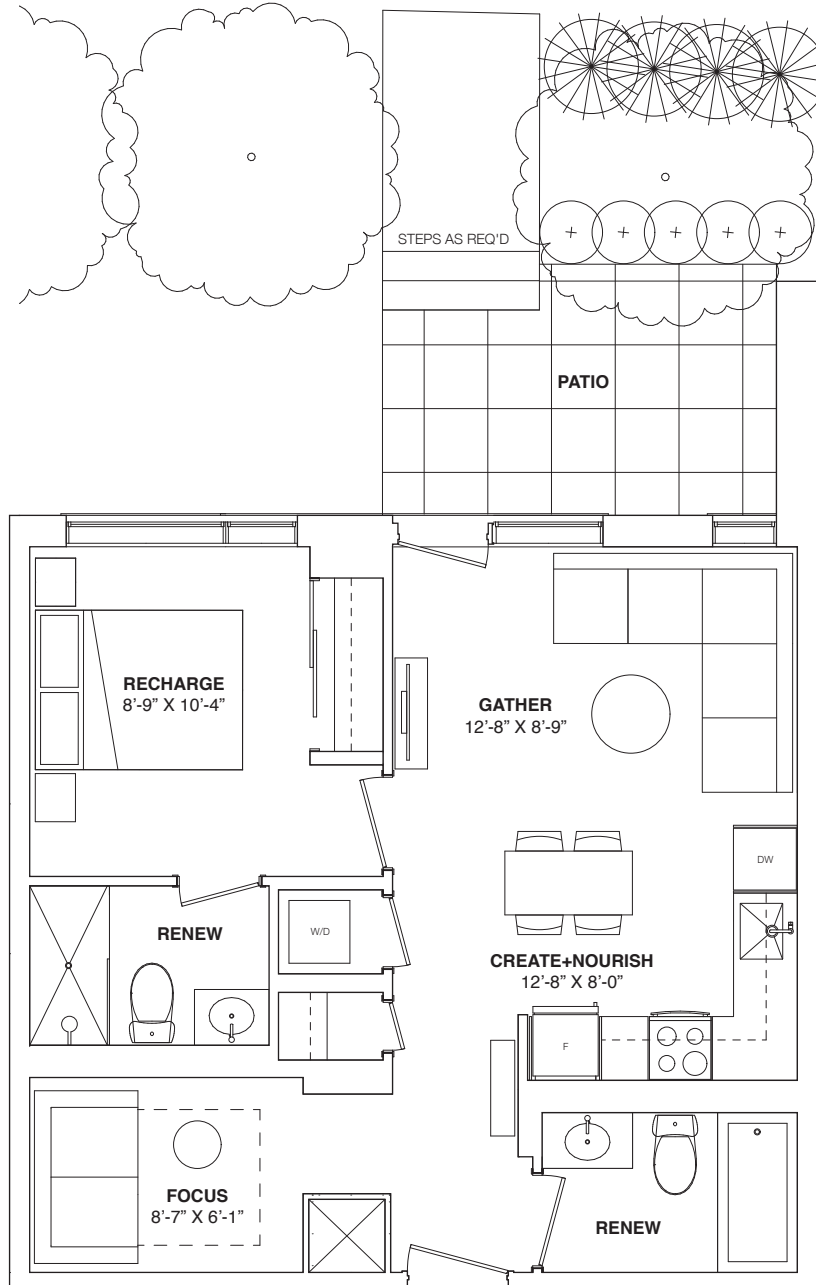 STEPS AS REQ'D
PATIO
RECHARGE
8’-9” X 10’-4”
GATHER
12’-8” X 8’-9”
DW
RENEW
W/D
CREATE+NOURISH
12’-8” X 8’-0”
F
FOCUS
8’-7” X 6’-1”
RENEW